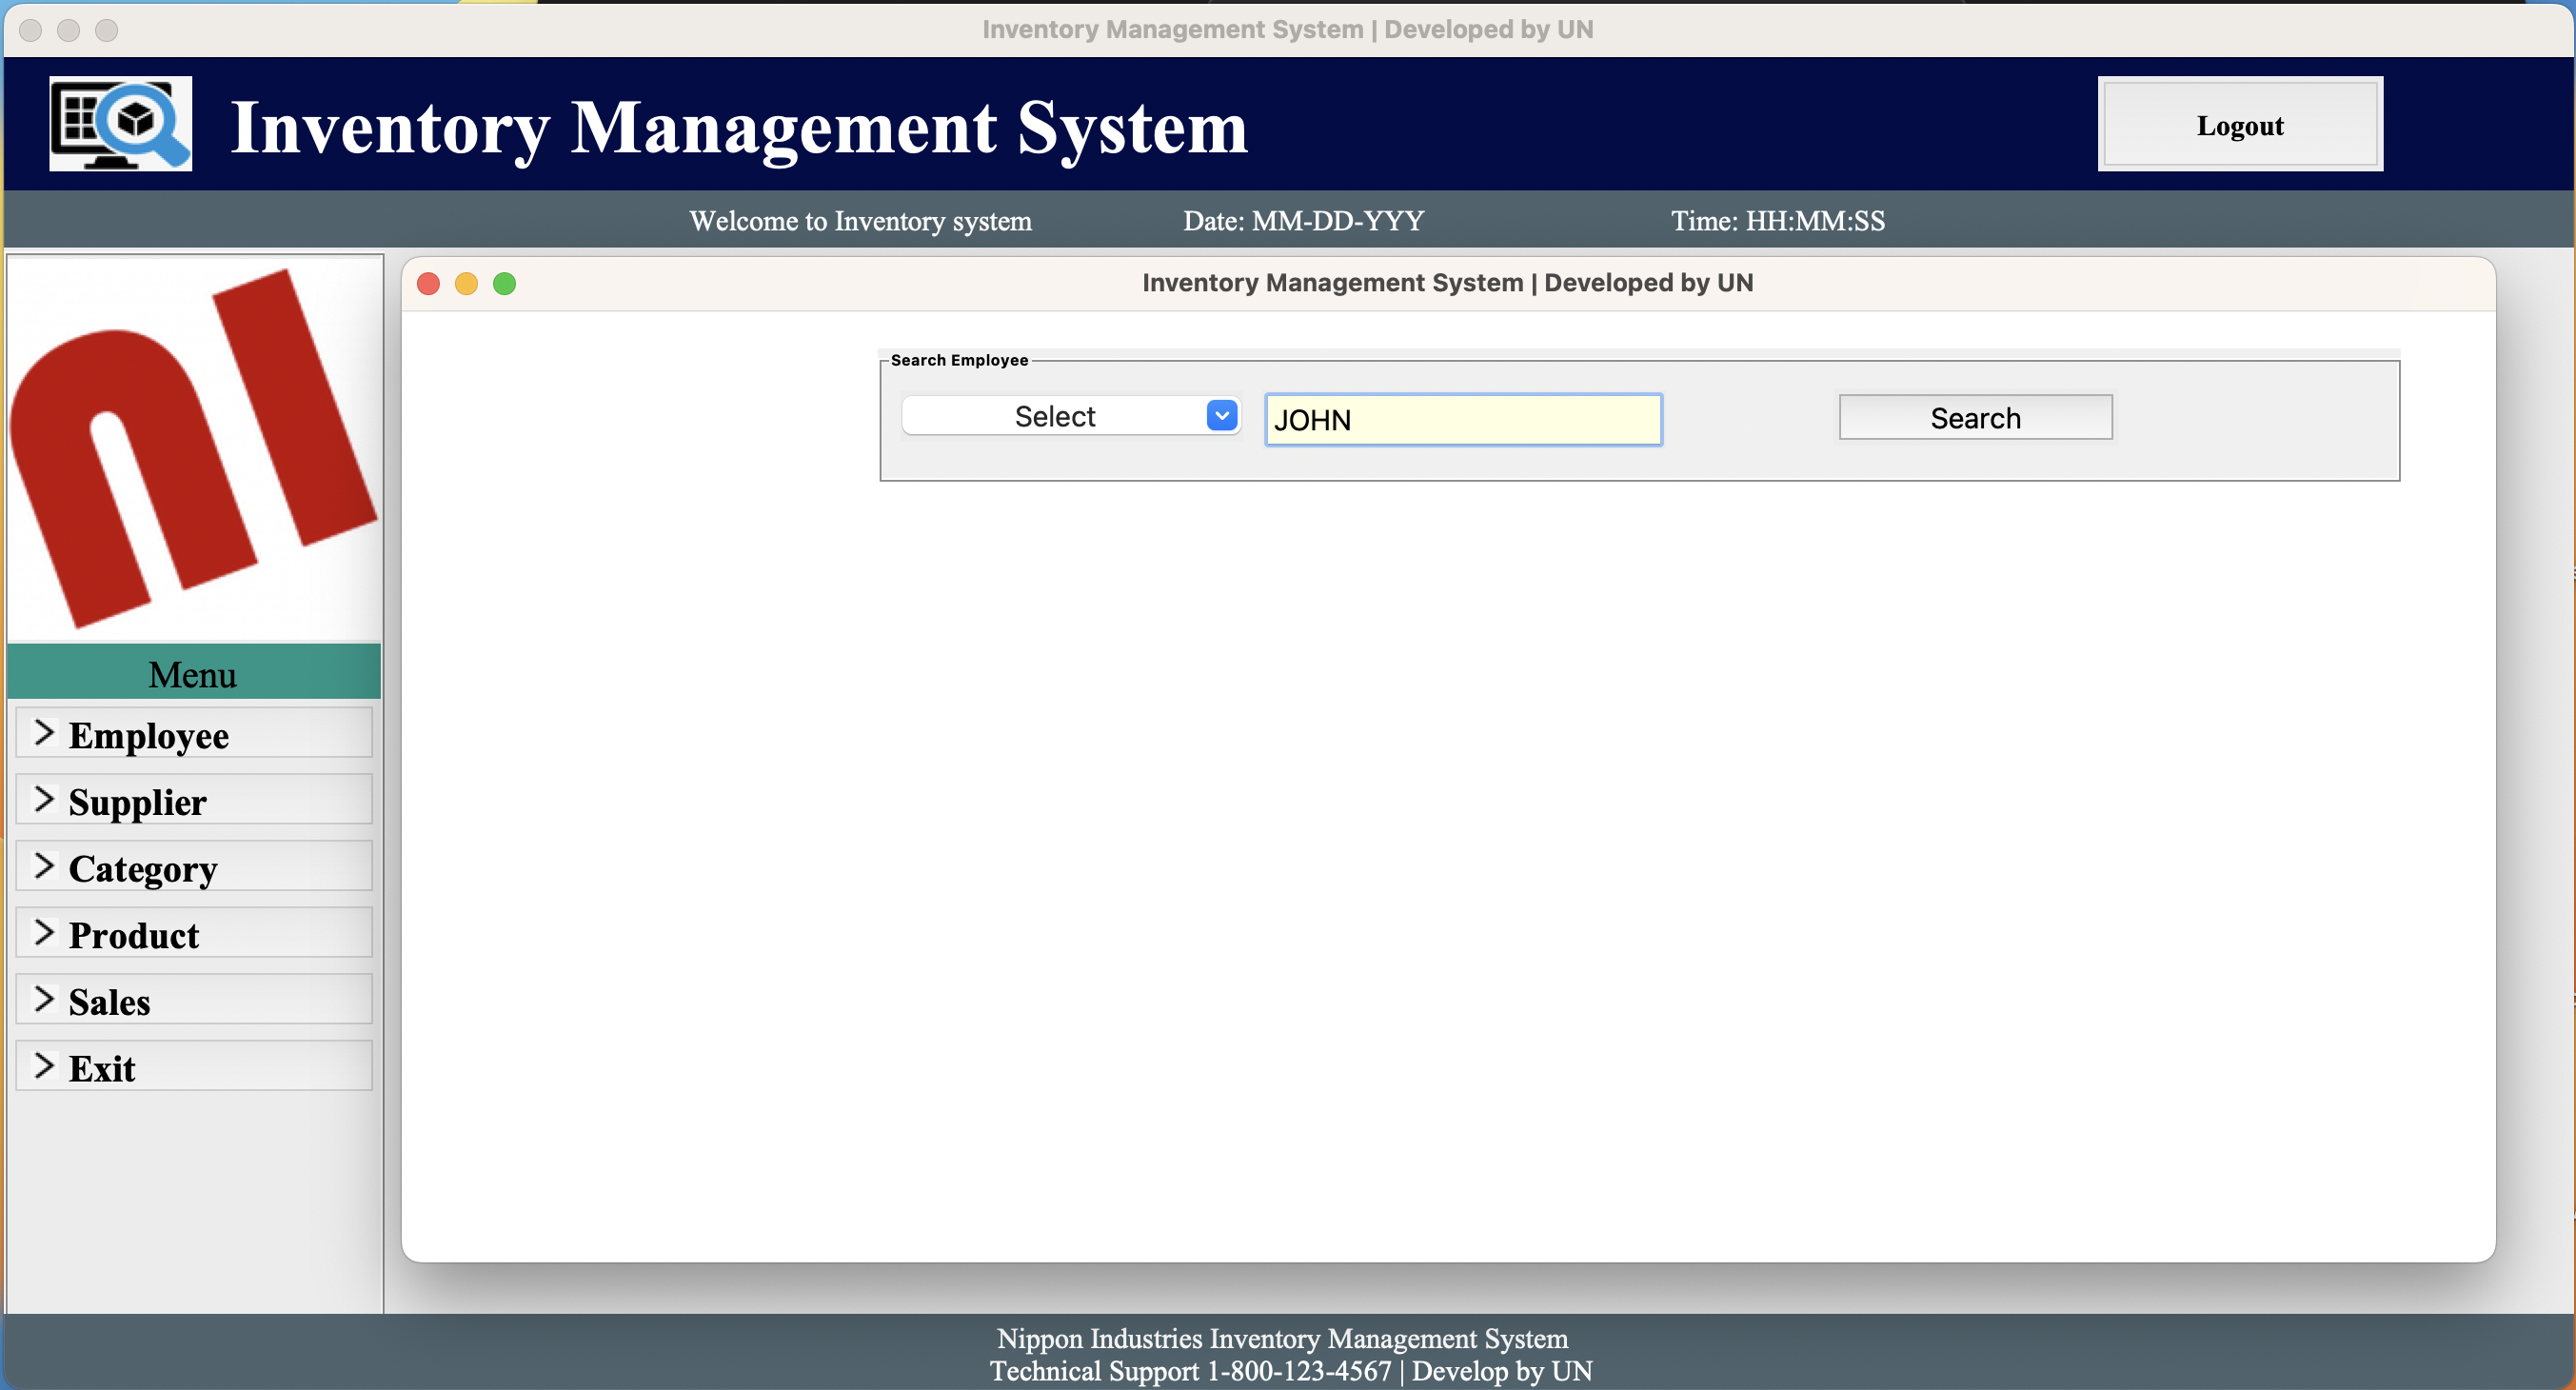 Inventory Management System | Developed by UN
Inventory Management System
Logout
Welcome to Inventory system Date: MM-DD-YYY Time: HH:MM:SS
Inventory Management System | Developed by UN
Search Employee
Select JOHN Search
Menu
> Employee
> Supplier
> Category
> Product
> Sales
> Exit
Nippon Industries Inventory Management System
Technical Support 1-800-123-4567 | Develop by UN